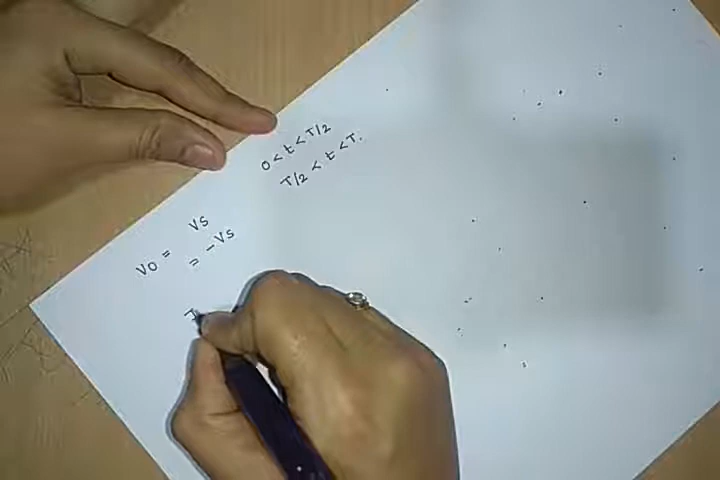 VO = VS 0 < t < T/2
= -VS T/2 < t < T.